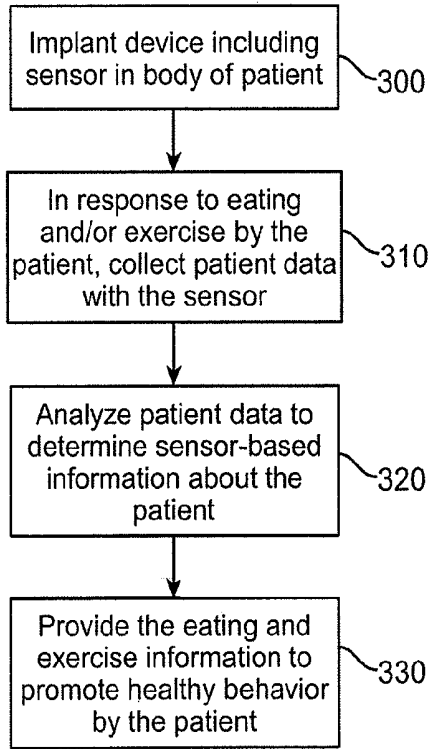 Implant device including
sensor in body of patient
300
In response to eating
and/or exercise by the
patient, collect patient data
with the sensor
310
Analyze patient data to
determine sensor-based
information about the
patient
320
Provide the eating and
exercise information to
promote healthy behavior
by the patient
330